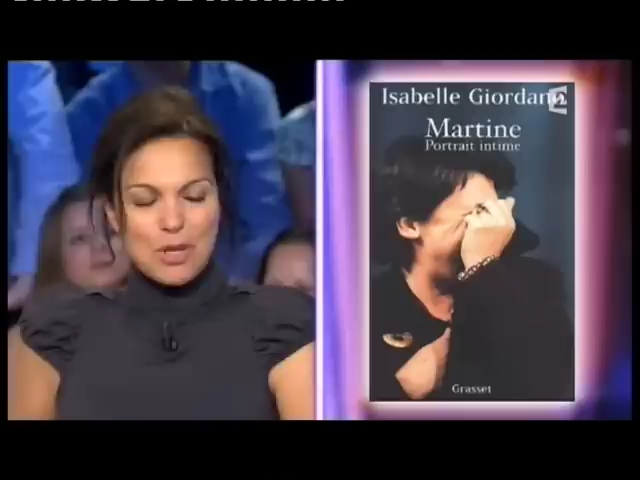 Isabelle Giordano
Martine
Portrait intime
Grasset